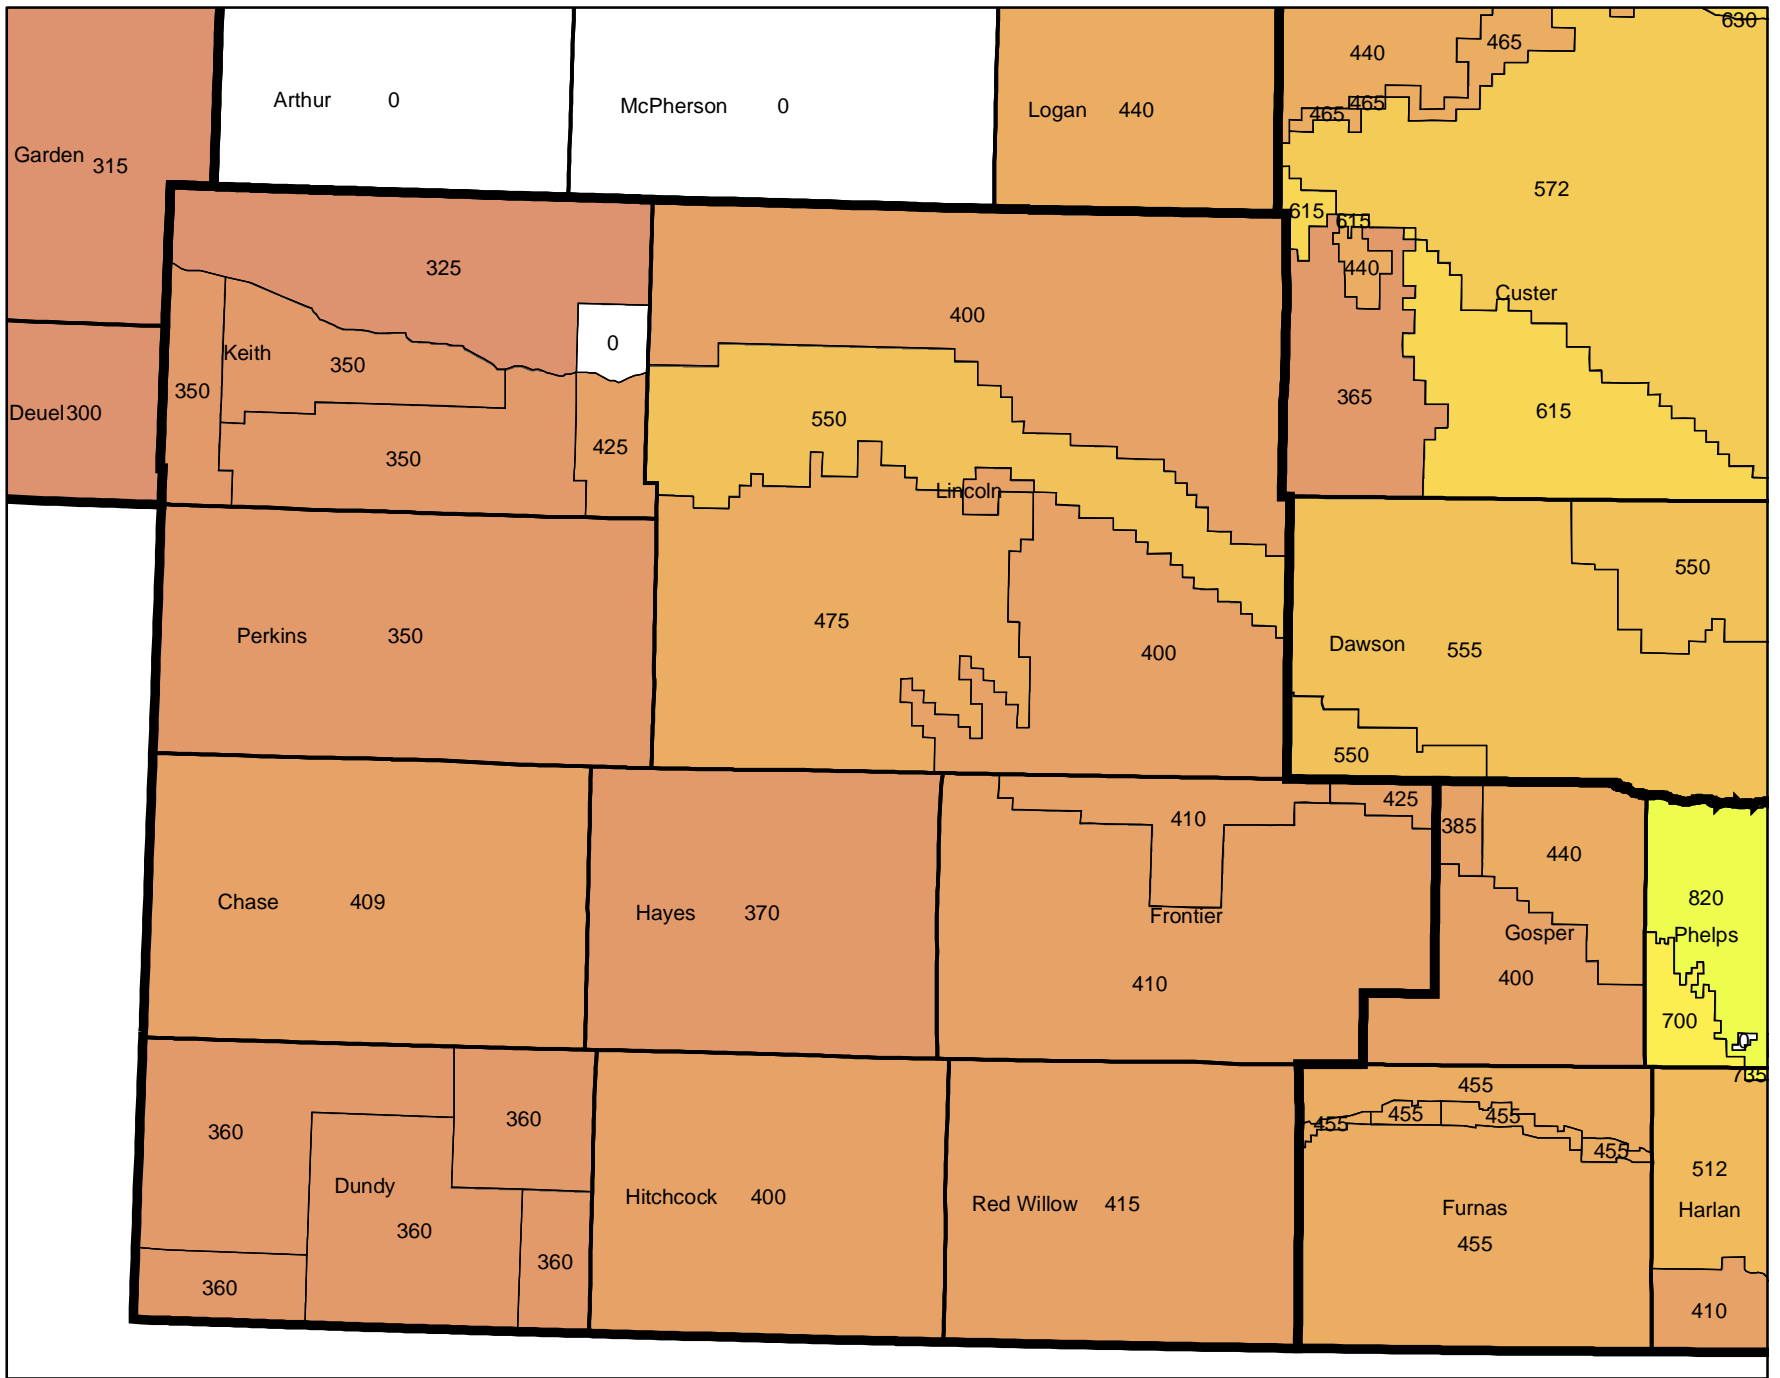 630
440
465
Arthur 0
McPherson 0
Logan 440
465
465
Garden 315
572
615
615
325
440
Custer
400
0
Keith 350
350
365
Deuel 300
615
550
425
350
Lincoln
550
475
Perkins 350
Dawson 555
400
550
425
410
385
440
Chase 409
Hayes 370
820
Frontier
Gosper
Phelps
400
410
700
0
735
455
455
455
455
360
360
455
512
Dundy
Hitchcock 400
Red Willow 415
Furnas
Harlan
360
455
360
360
410